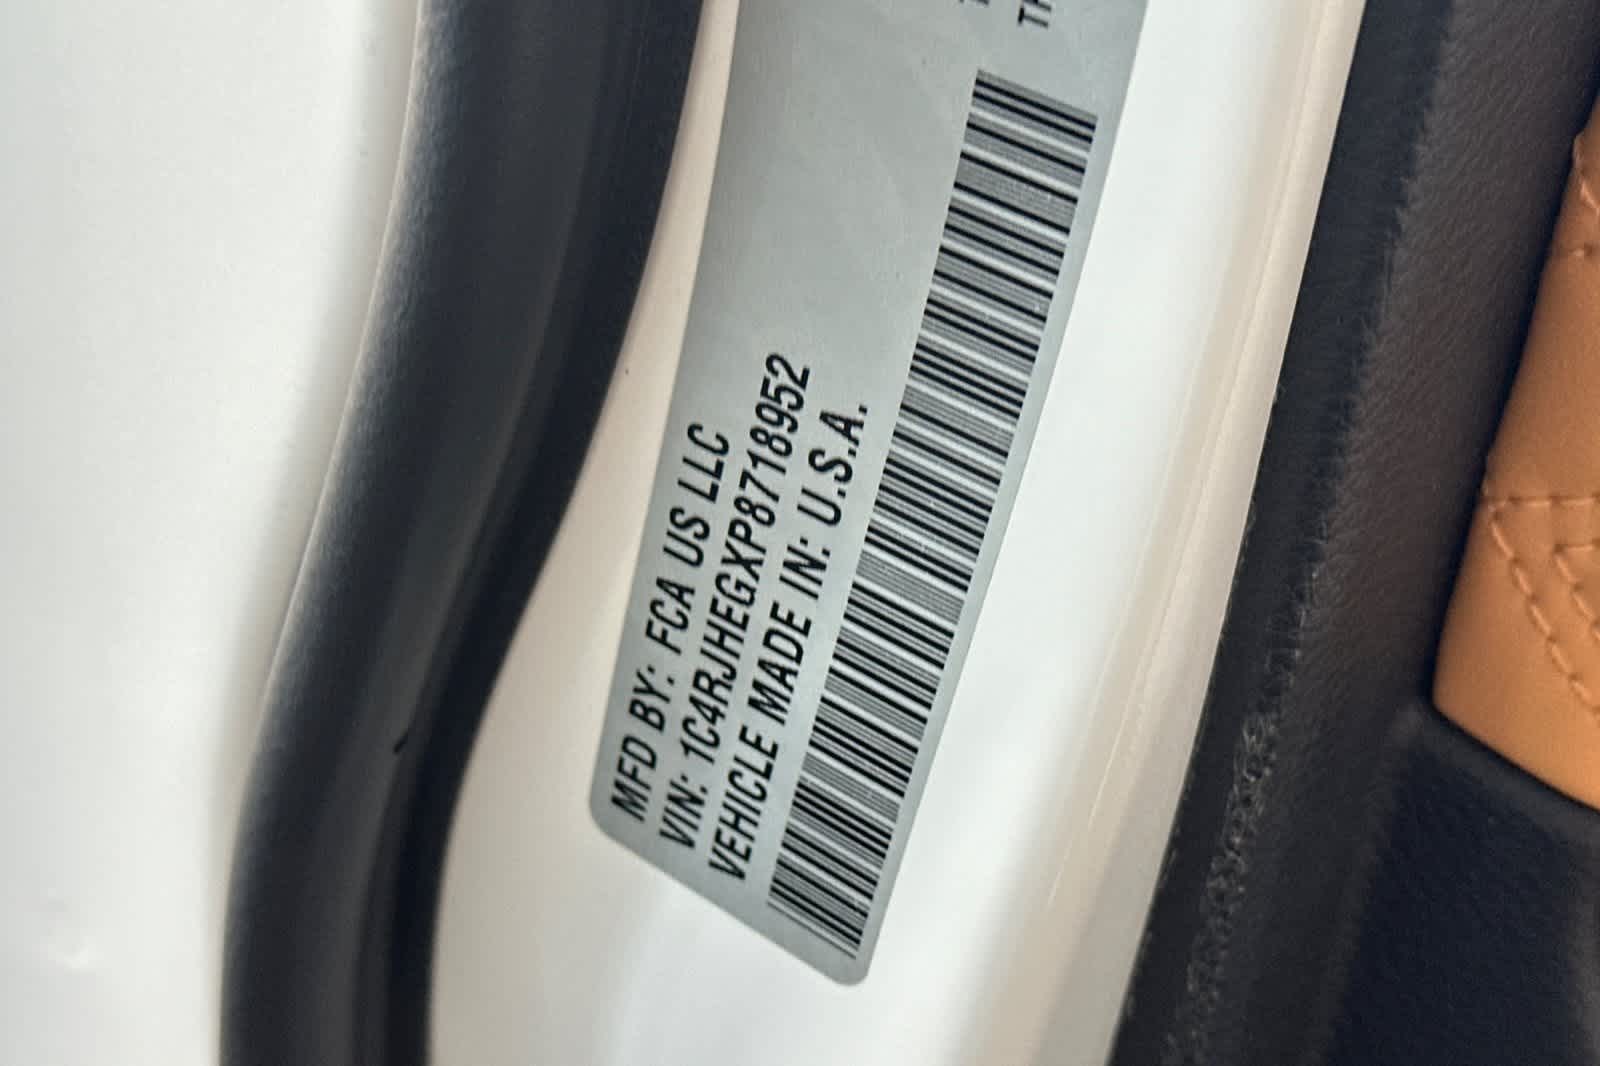 MFD BY: FCA US LLC
VIN: 1C4RJHEGXP8718952
VEHICLE MADE IN: U.S.A.